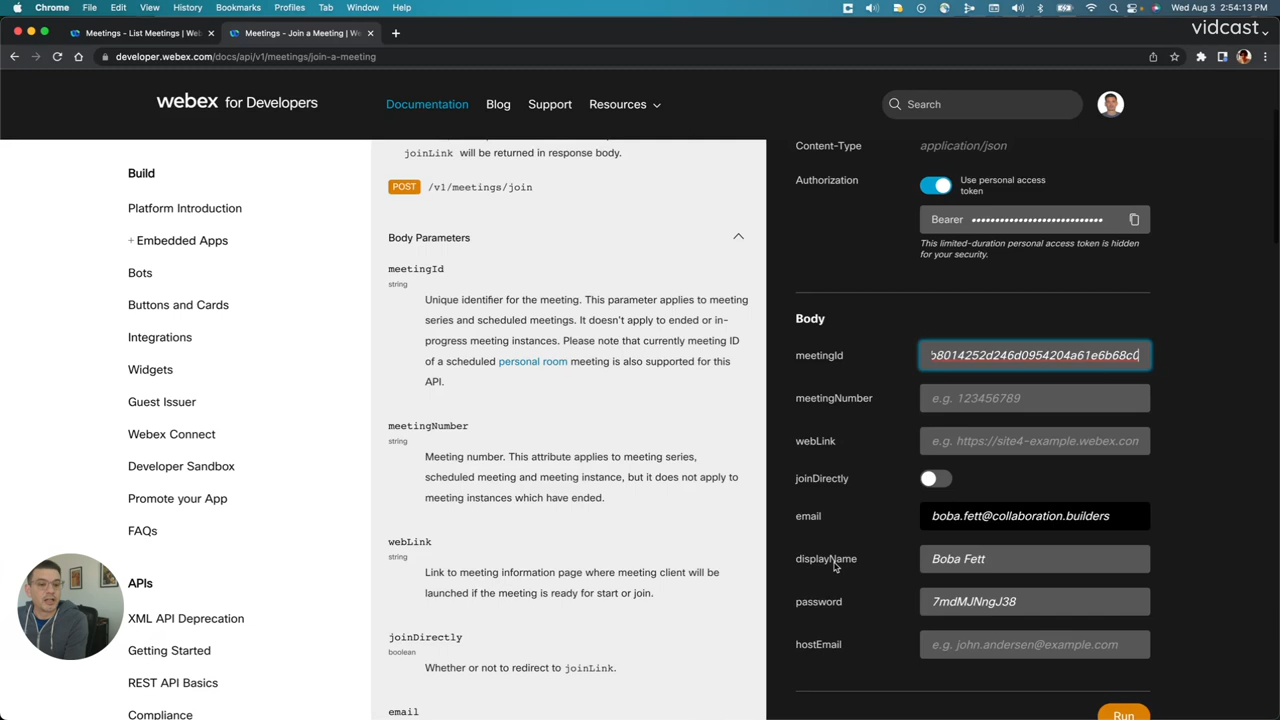 Chrome File Edit View History Bookmarks Profiles Tab Window Help
Mon Aug 8 2:54:13 PM
Meetings - List Meetings | We
Meetings - Join a Meeting | We
vidcast
developer.webex.com/docs/api/v1/meetings/join-a-meeting
webex for Developers
Documentation Blog Support Resources
Search
Build
Platform Introduction
+ Embedded Apps
Bots
Buttons and Cards
Integrations
Widgets
Guest Issuer
Webex Connect
Developer Sandbox
Promote your App
FAQs
APIs
XML API Deprecation
Getting Started
REST API Basics
Compliance
joinLink will be returned in response body.
POST /v1/meetings/join
Body Parameters
meetingId
string
Unique identifier for the meeting. This parameter applies to meeting
series and scheduled meetings. It doesn't apply to ended or in-
progress meeting instances. Please note that currently meeting ID
of a scheduled personal room meeting is also supported for this
API.
meetingNumber
string
Meeting number. This attribute applies to meeting series,
scheduled meeting and meeting instance, but it does not apply to
meeting instances which have ended.
webLink
string
Link to meeting information page where meeting client will be
launched if the meeting is ready for start or join.
joinDirectly
boolean
Whether or not to redirect to joinLink.
email
Content-Type application/json
Authorization
Use personal access
token
Bearer ••••••••••••••••••••••••••••
This limited-duration personal access token is hidden
for your security.
Body
meetingId b8014252d246d0954204a61e6b68c0
meetingNumber e.g. 123456789
webLink e.g. https://site4-example.webex.con
joinDirectly
email boba.fett@collaboration.builders
displayName Boba Fett
password 7mdMJNngJ38
hostEmail e.g. john.andersen@example.com
Run